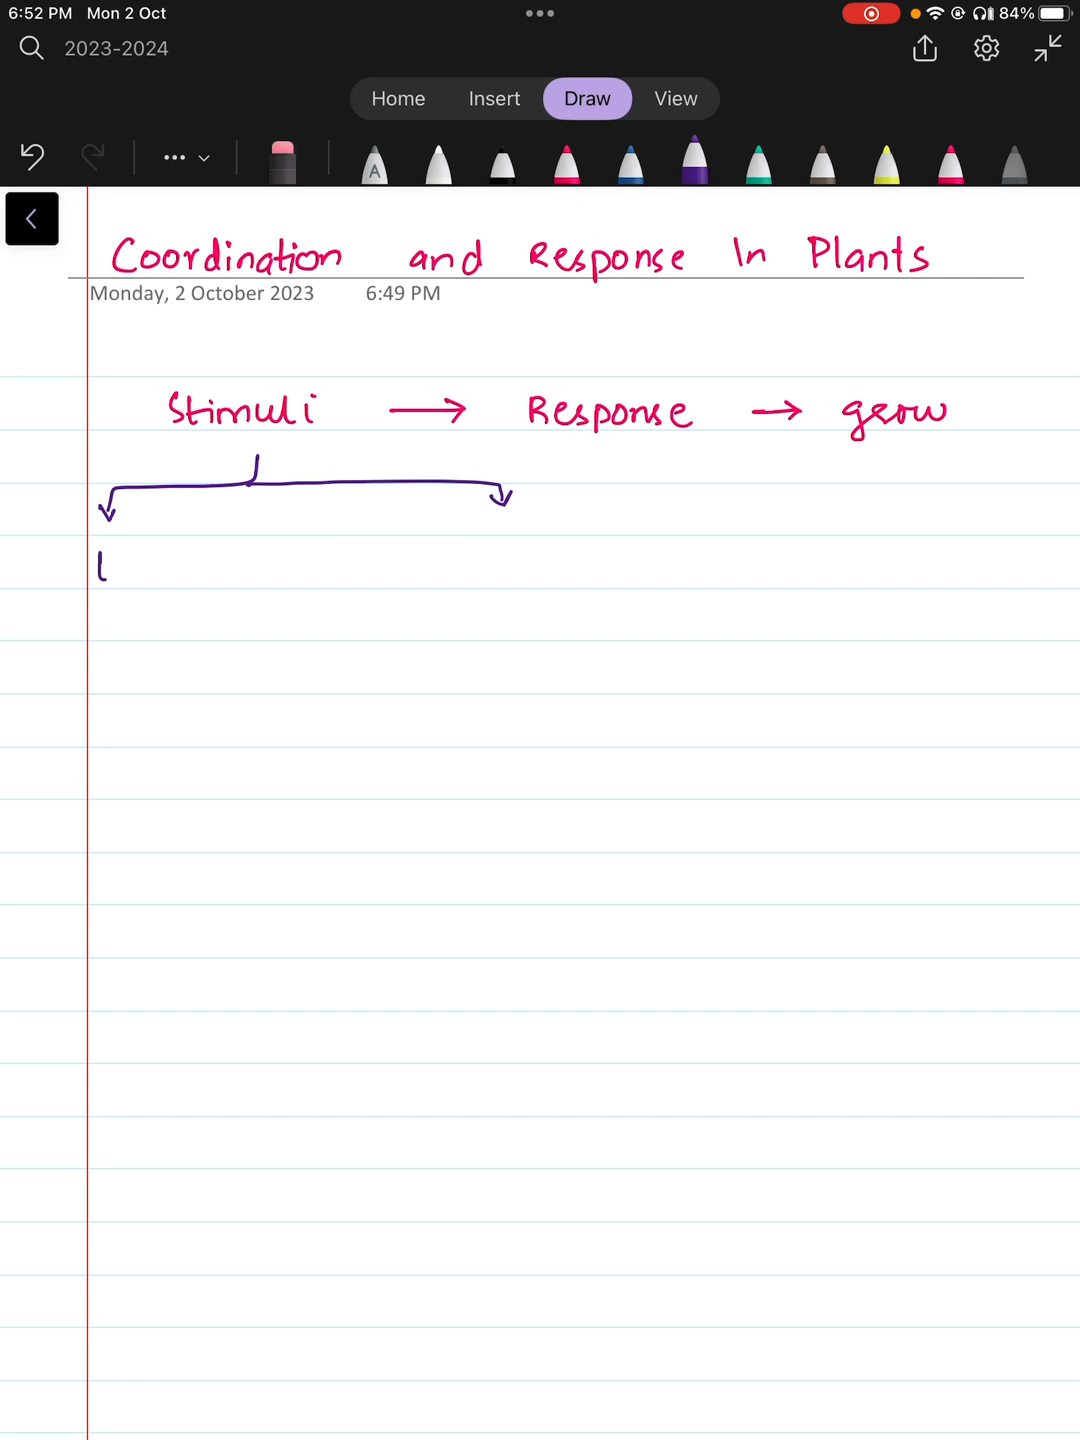 6:52 PM Mon 2 Oct 84%
2023-2024
Home Insert Draw View
A
Coordination and Response In Plants
Monday, 2 October 2023 6:49 PM
Stimuli → Response → grow